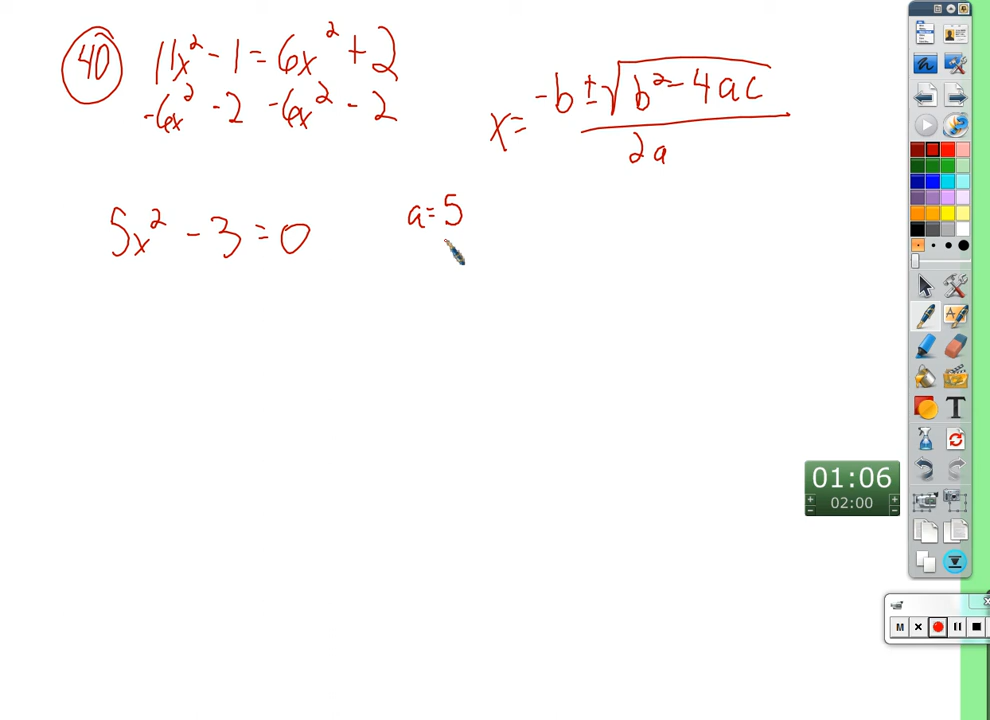 40 11x² - 1 = 6x² + 2
-6x² - 2 -6x² - 2
x = -b ± √b² - 4ac
2a
5x² - 3 = 0
a = 5
A
T
01:06
02:00
M